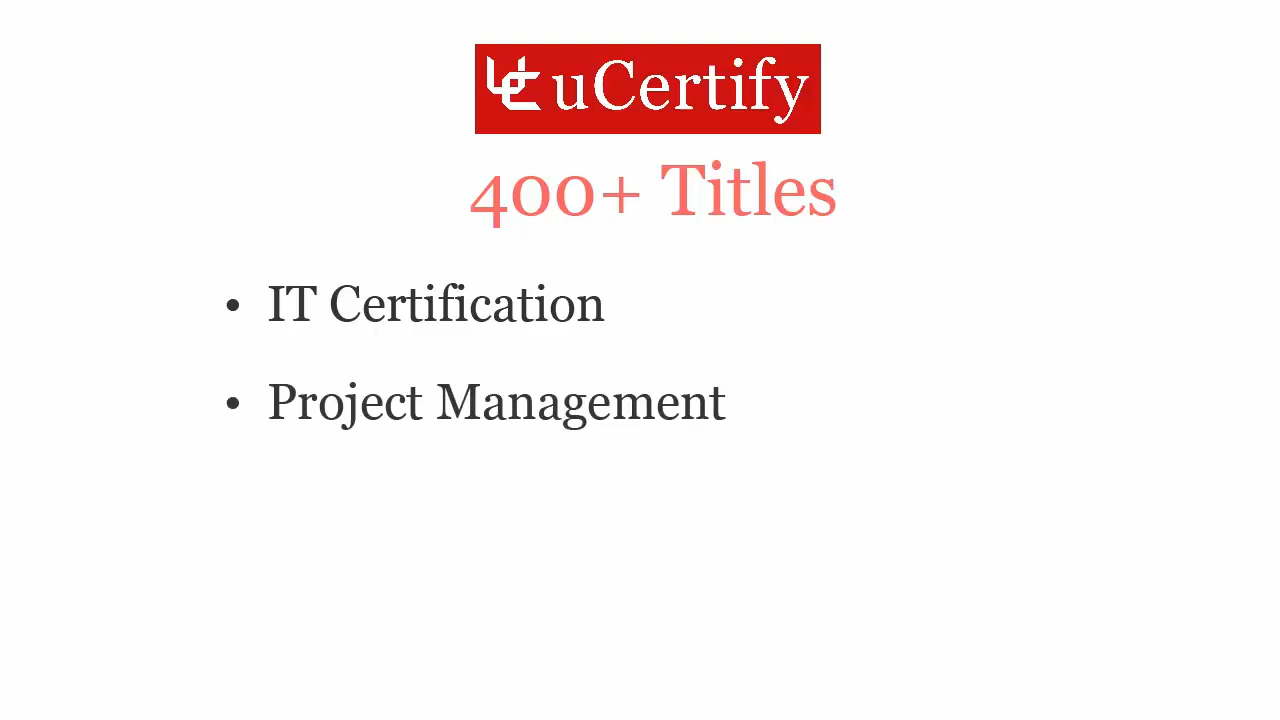 uCertify
400+ Titles
• IT Certification
• Project Management